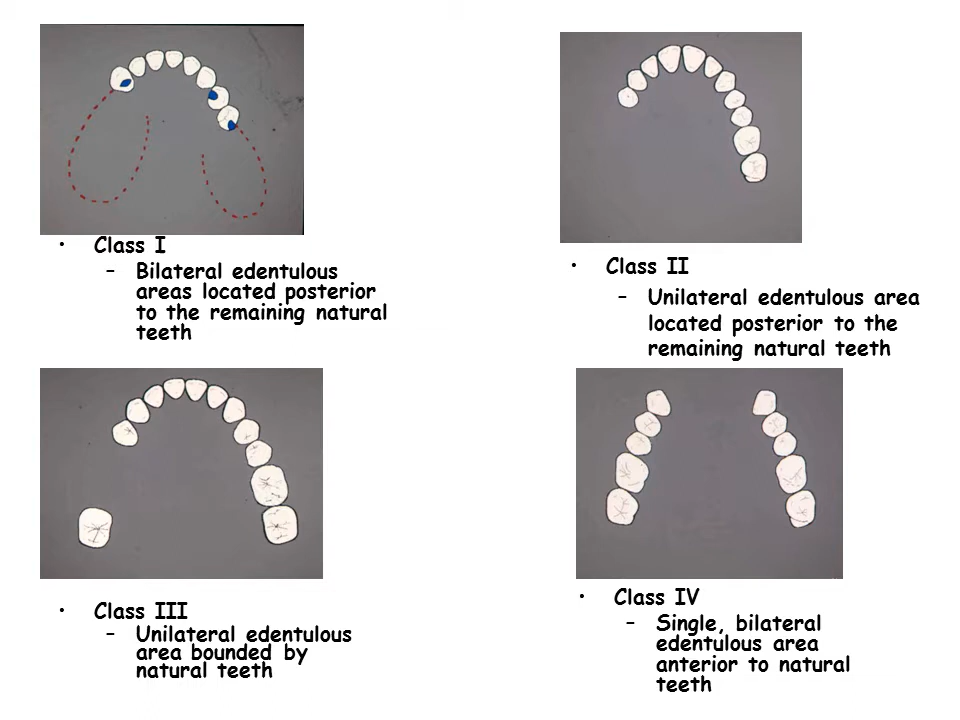 • Class I
– Bilateral edentulous
areas located posterior
to the remaining natural
teeth
• Class II
– Unilateral edentulous area
located posterior to the
remaining natural teeth
• Class III
– Unilateral edentulous
area bounded by
natural teeth
• Class IV
– Single, bilateral
edentulous area
anterior to natural
teeth